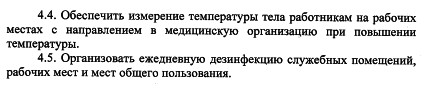 4.4. Обеспечить измерение температуры тела работникам на рабочих
местах с направлением в медицинскую организацию при повышении
температуры.
4.5. Организовать ежедневную дезинфекцию служебных помещений,
рабочих мест и мест общего пользования.